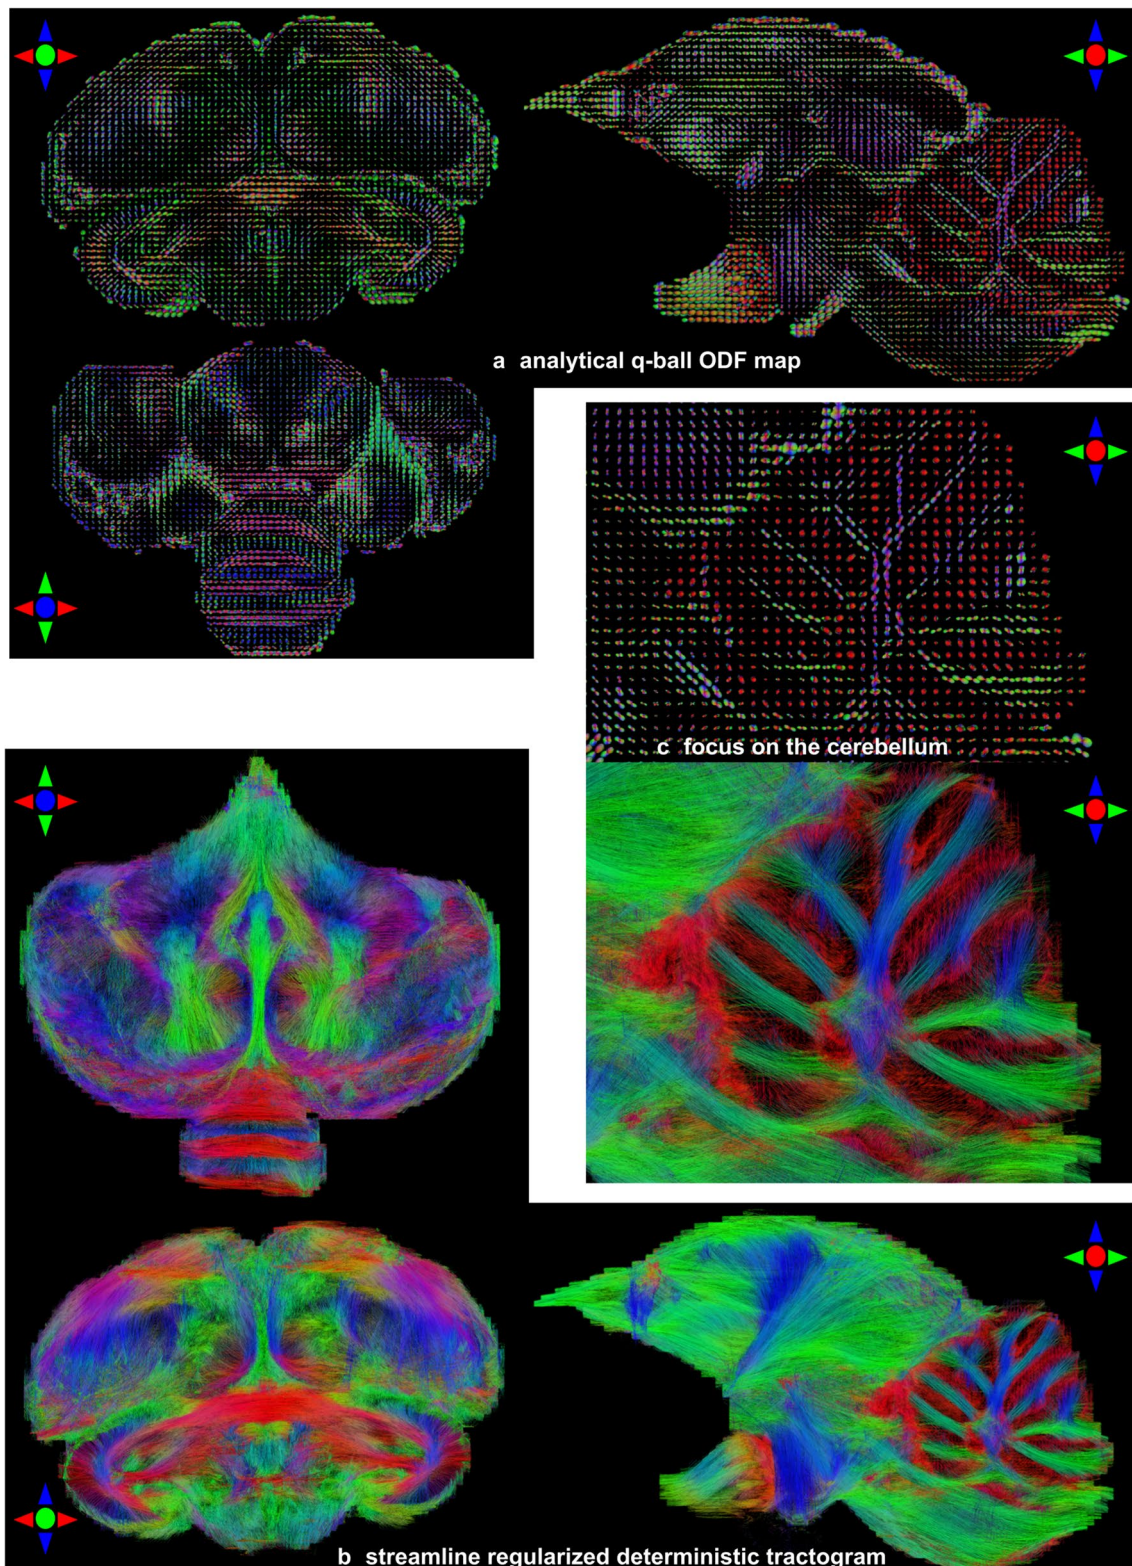 a analytical q-ball ODF map
c focus on the cerebellum
b streamline regularized deterministic tractogram